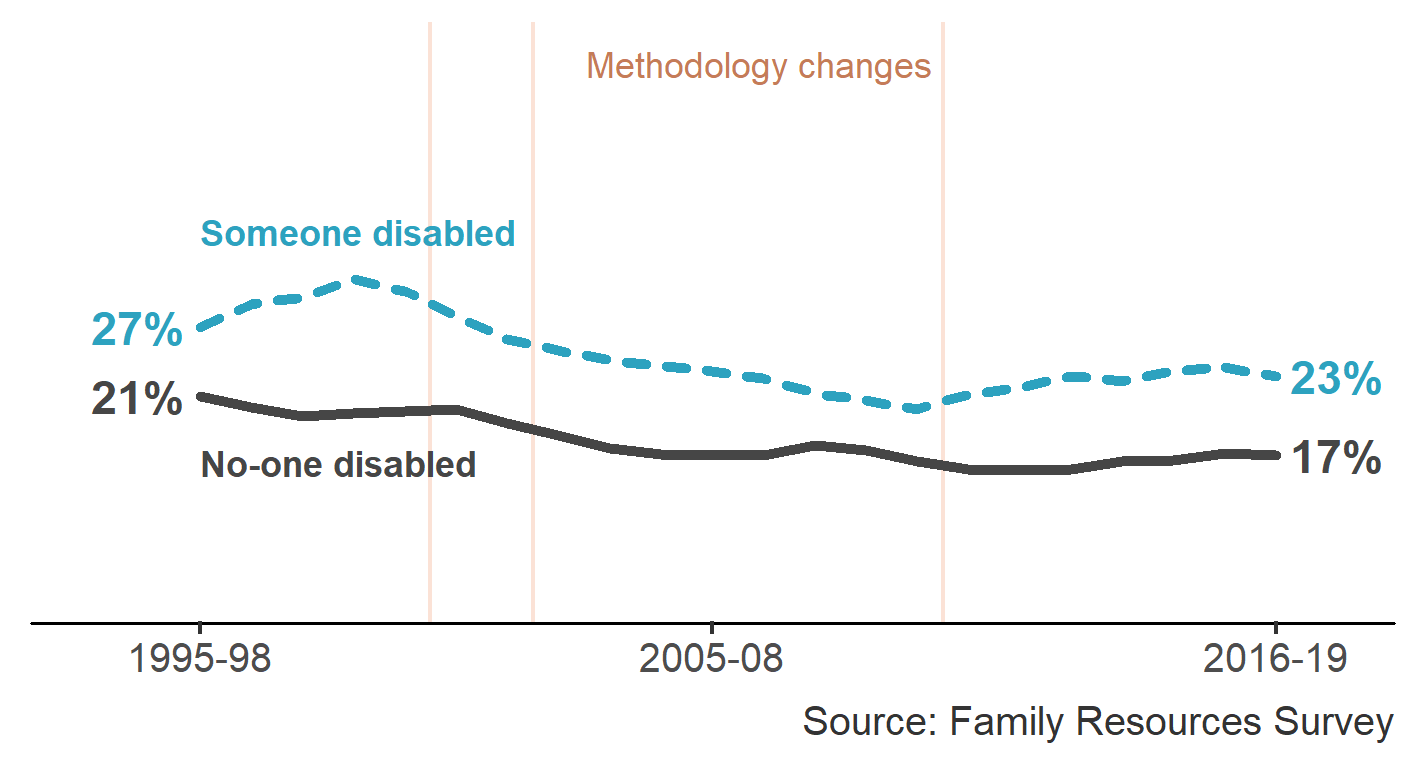 Methodology changes
Someone disabled
27%
21%
23%
No-one disabled
17%
1995-98
2005-08
2016-19
Source: Family Resources Survey